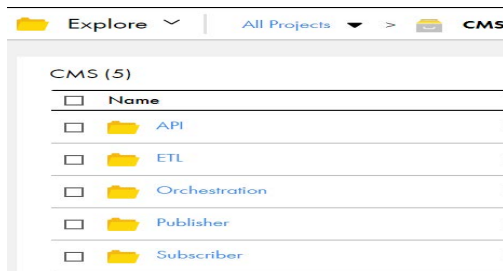 Explore All Projects > CMS
CMS (5)
Name
API
ETL
Orchestration
Publisher
Subscriber